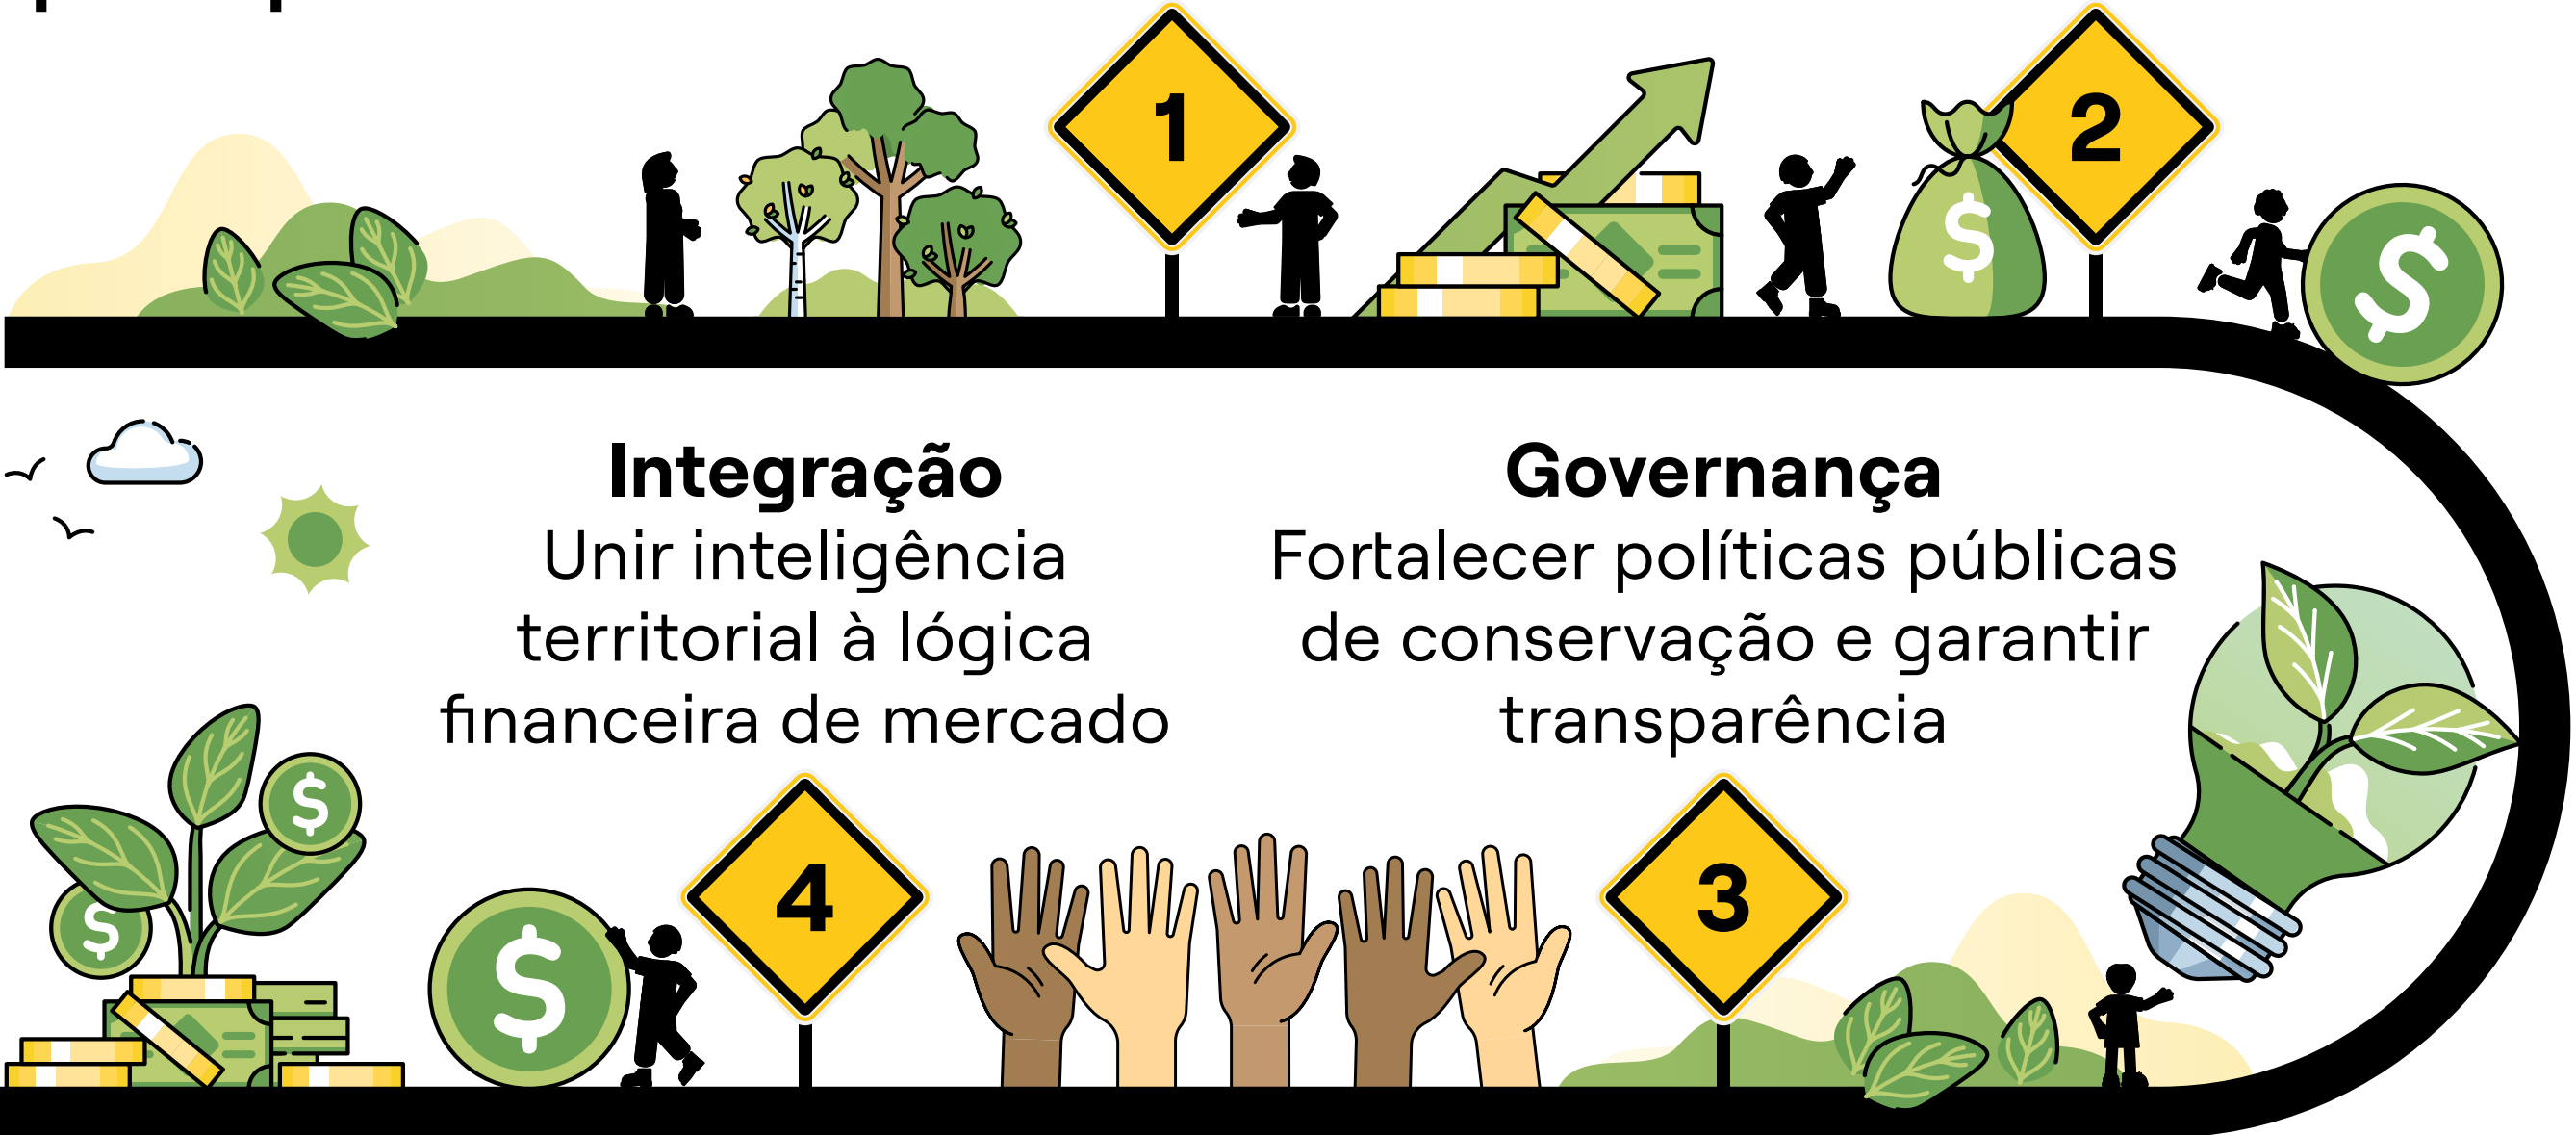 1
2
$
$
Integração
Unir inteligência
territorial à lógica
financeira de mercado
Governança
Fortalecer políticas públicas
de conservação e garantir
transparência
$
$
$
4
3